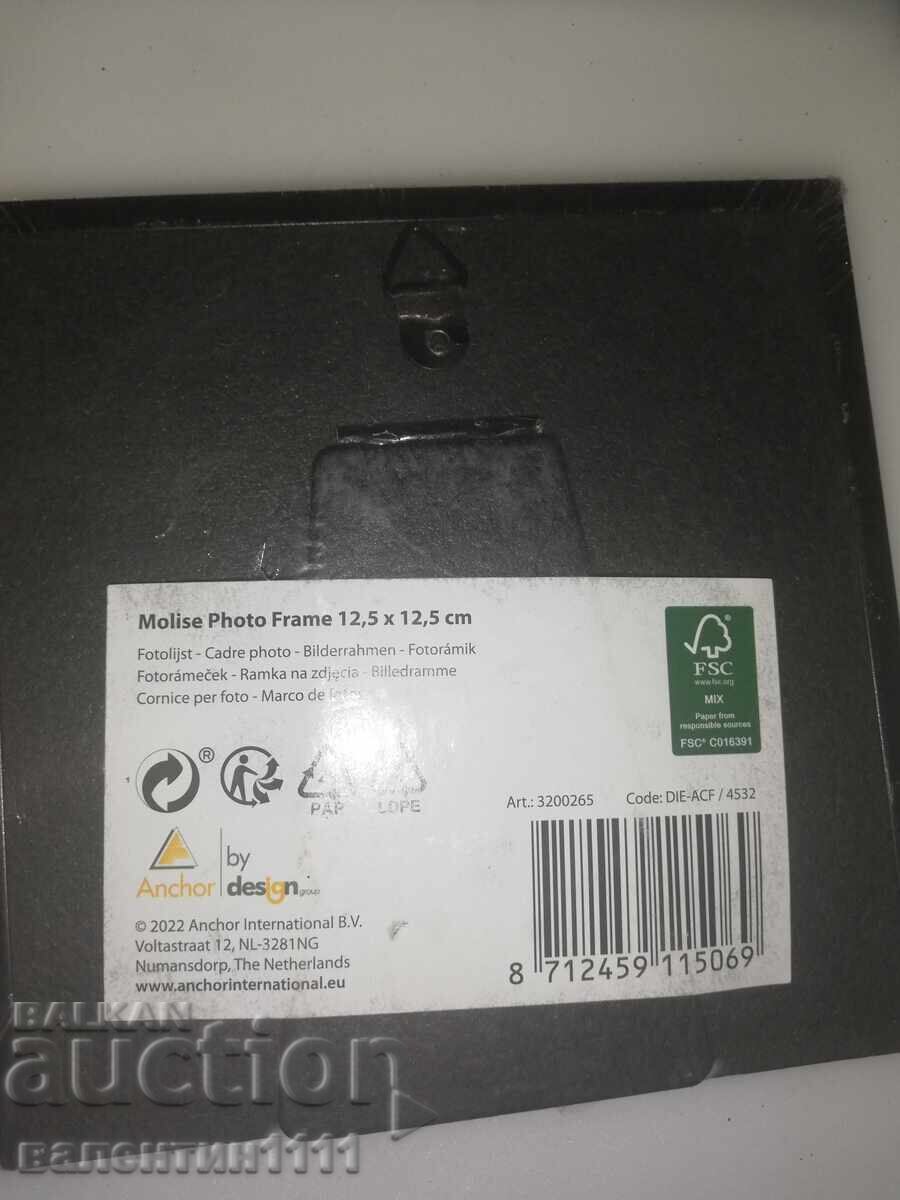 Molise Photo Frame 12,5 x 12,5 cm
Fotolijst - Cadre photo - Bilderrahmen - Fotorámik
Fotorámeček - Ramka na zdjęcia - Billedramme
Cornice per foto - Marco de
FSC
www.fsc.org
MIX
Paper from
responsible sources
FSC® C016391
®
PAP
LDPE
Art.: 3200265 Code: DIE-ACF / 4532
Anchor by design group
© 2022 Anchor International B.V.
Voltastraat 12, NL-3281NG
Numansdorp, The Netherlands
www.anchorinternational.eu
8 712459 115069
BALKAN
auction
валентин1111